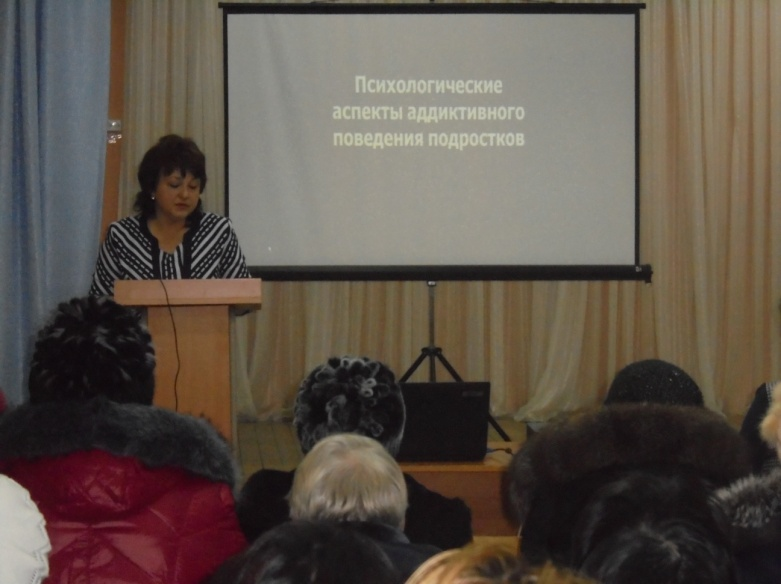 Психологические
аспекты аддиктивного
поведения подростков